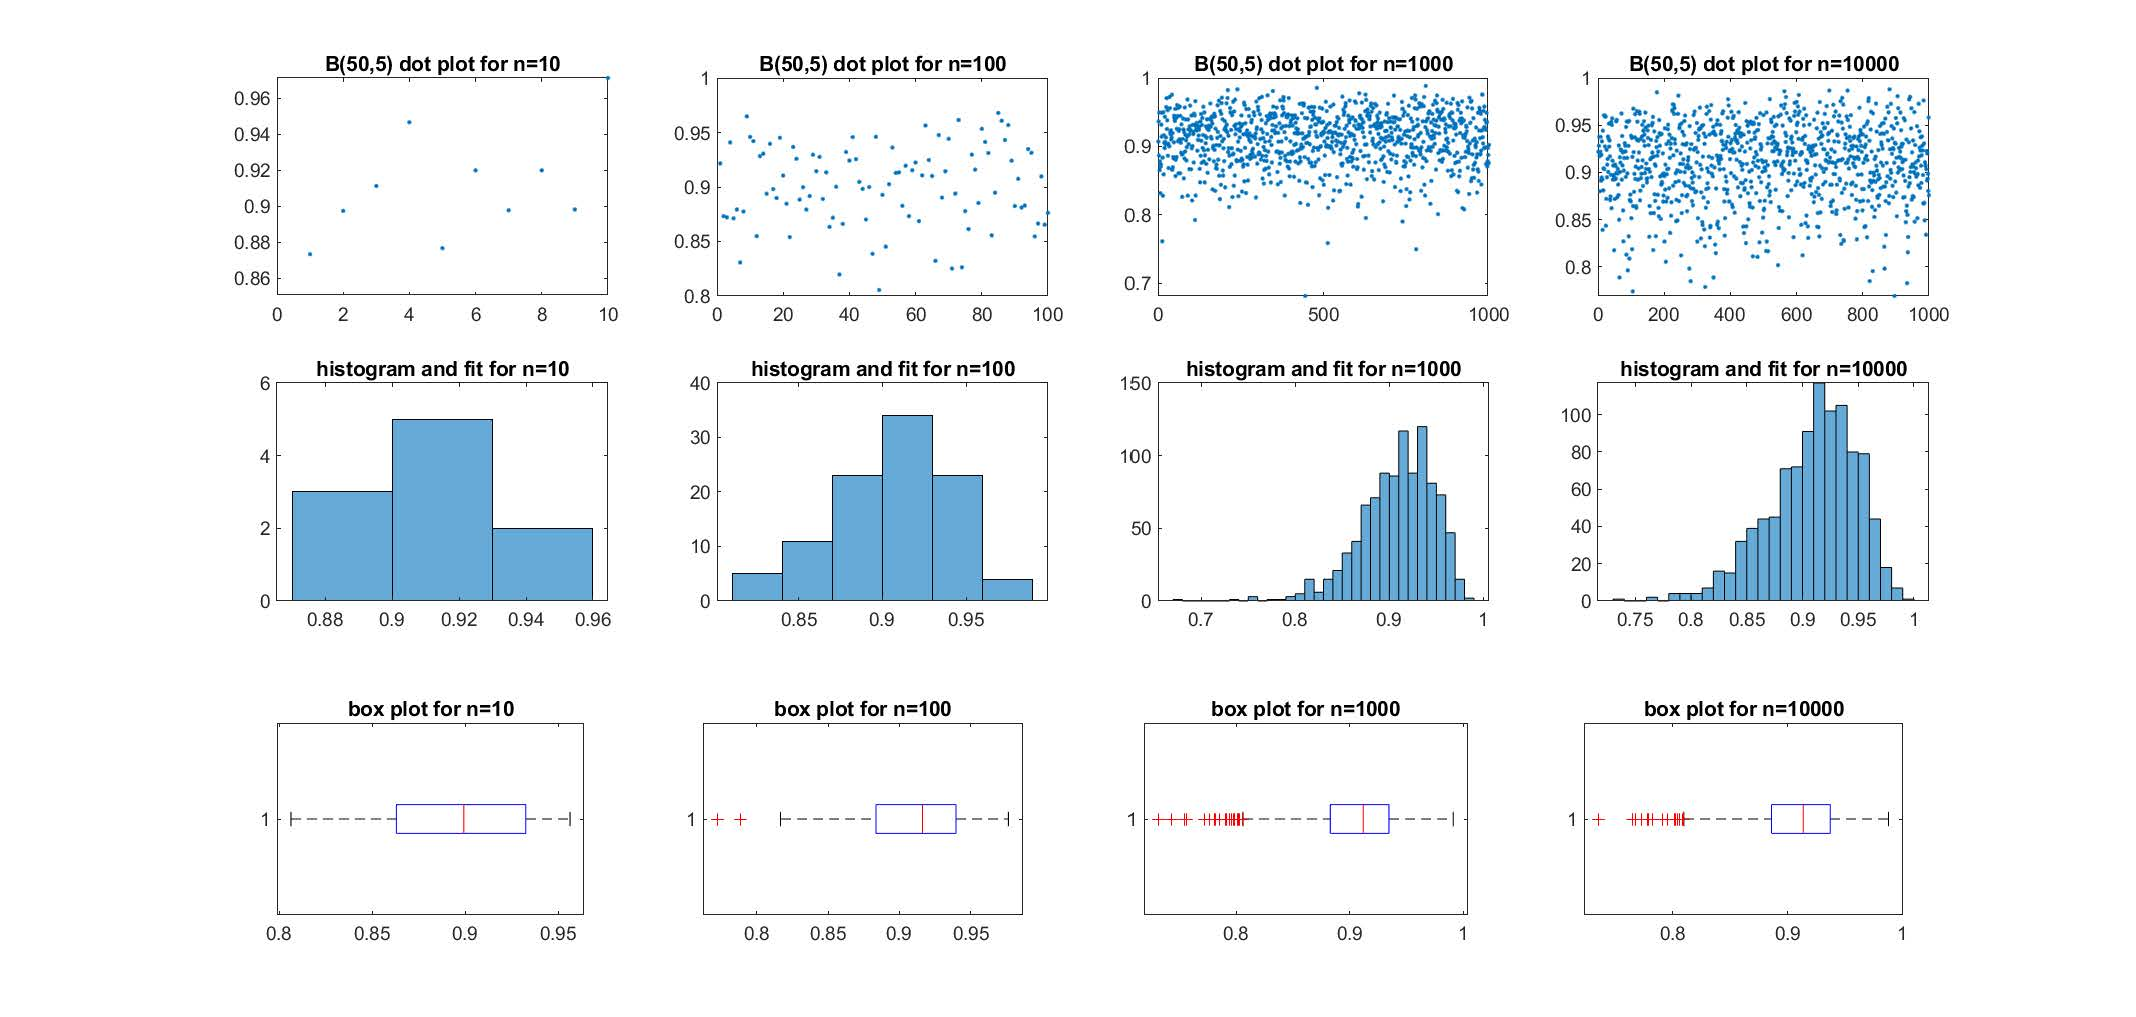 B(50,5) dot plot for n=10
0.96
0.94
0.92
0.9
0.88
0.86
0 2 4 6 8 10
B(50,5) dot plot for n=100
1
0.95
0.9
0.85
0.8
0 20 40 60 80 100
B(50,5) dot plot for n=1000
1
0.9
0.8
0.7
0 500 1000
B(50,5) dot plot for n=10000
1
0.95
0.9
0.85
0.8
0 200 400 600 800 1000
histogram and fit for n=10
6
4
2
0
0.88 0.9 0.92 0.94 0.96
histogram and fit for n=100
40
30
20
10
0
0.85 0.9 0.95
histogram and fit for n=1000
150
100
50
0
0.7 0.8 0.9 1
histogram and fit for n=10000
100
80
60
40
20
0
0.75 0.8 0.85 0.9 0.95 1
box plot for n=10
1
0.8 0.85 0.9 0.95
box plot for n=100
1
0.8 0.85 0.9 0.95
box plot for n=1000
1
0.8 0.9 1
box plot for n=10000
1
0.8 0.9 1